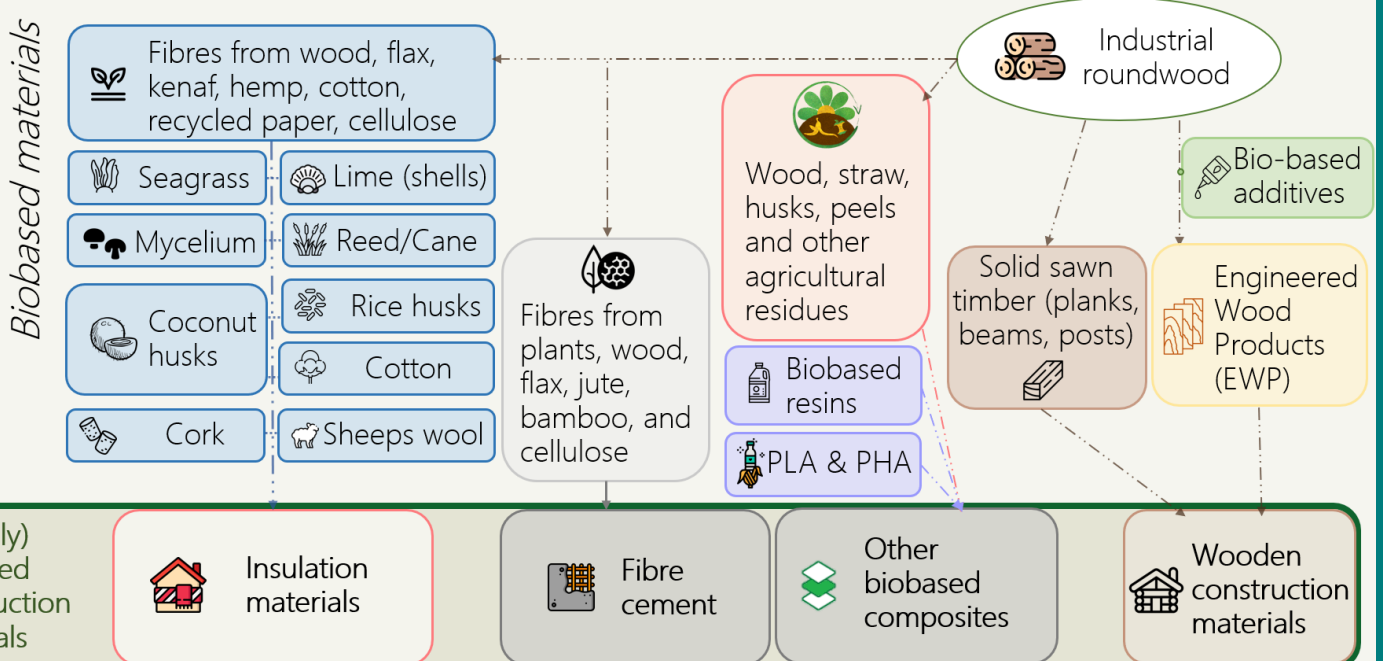 Biobased materials
Fibres from wood, flax,
kenaf, hemp, cotton,
recycled paper, cellulose
Seagrass
Lime (shells)
Mycelium
Reed/Cane
Coconut
husks
Rice husks
Cotton
Cork
Sheeps wool
Fibres from
plants, wood,
flax, jute,
bamboo, and
cellulose
Wood, straw,
husks, peels
and other
agricultural
residues
Biobased
resins
PLA & PHA
Industrial
roundwood
Bio-based
additives
Solid sawn
timber (planks,
beams, posts)
Engineered
Wood
Products
(EWP)
ly)
ed
uction
als
Insulation
materials
Fibre
cement
Other
biobased
composites
Wooden
construction
materials